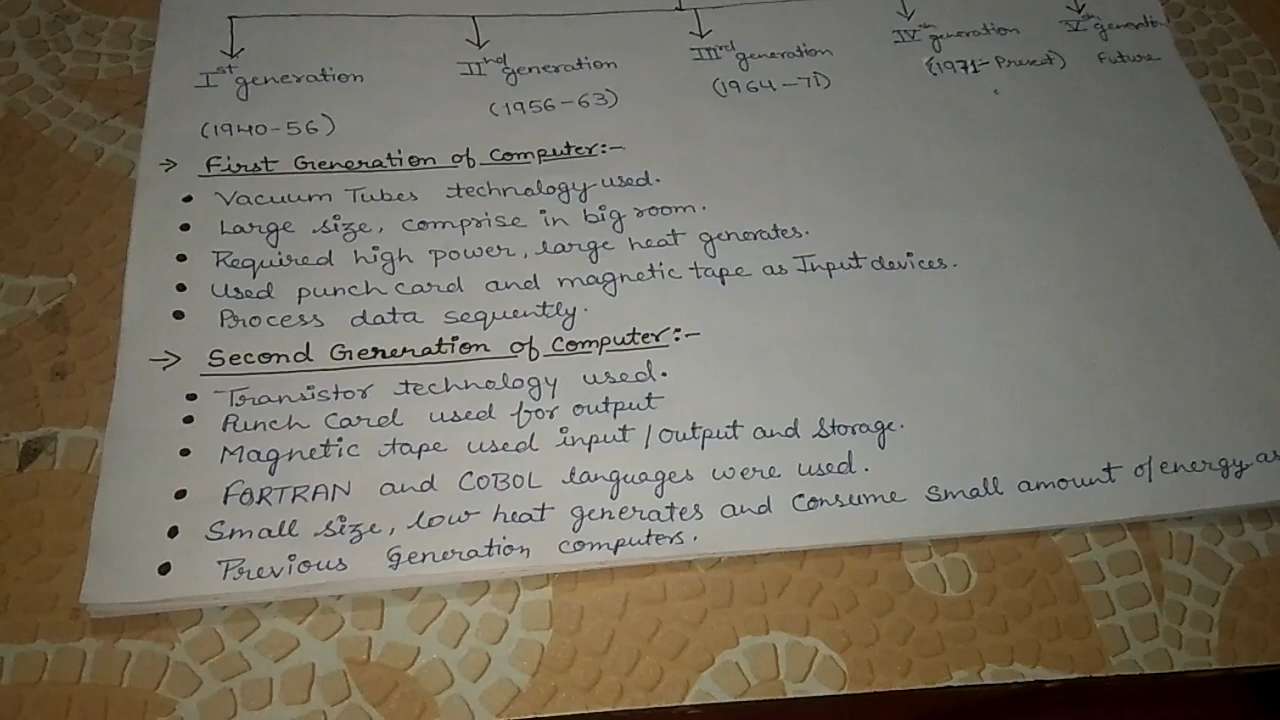 Ist generation
IInd generation
IIIrd generation
IVth generation
Vth generation
(1940-56)
(1956-63)
(1964-71)
(1971-Present)
Future
→ First Generation of Computer:-
• Vacuum Tubes technology used.
• Large size, comprise in big room.
• Required high power, large heat generates.
• Used punch card and magnetic tape as Input devices.
• Process data sequently.
→ Second Generation of Computer:-
• Transistor technology used.
• Punch Card used for output
• Magnetic tape used input / output and Storage.
• FORTRAN and COBOL languages were used.
• Small size, low heat generates and Consume small amount of energy as
• Previous generation computers.